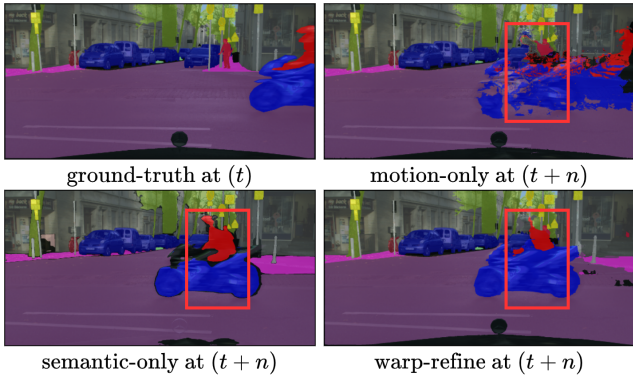 ground-truth at (t)
motion-only at (t + n)
semantic-only at (t + n)
warp-refine at (t + n)